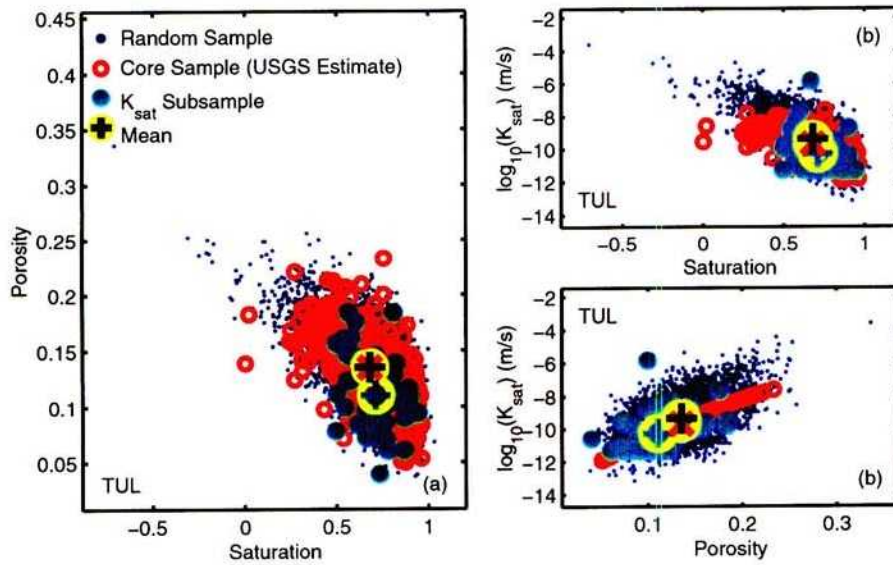 0.45
0.4
0.35
0.3
0.25
0.2
0.15
0.1
0.05
Porosity
Random Sample
Core Sample (USGS Estimate)
Ksat Subsample
Mean
TUL
(a)
-0.5 0 0.5 1
Saturation
-2
-4
-6
-8
-10
-12
-14
log10(Ksat) (m/s)
(b)
TUL
-0.5 0 0.5 1
Saturation
-2
-4
-6
-8
-10
-12
-14
log10(Ksat) (m/s)
TUL
(b)
0.1 0.2 0.3
Porosity